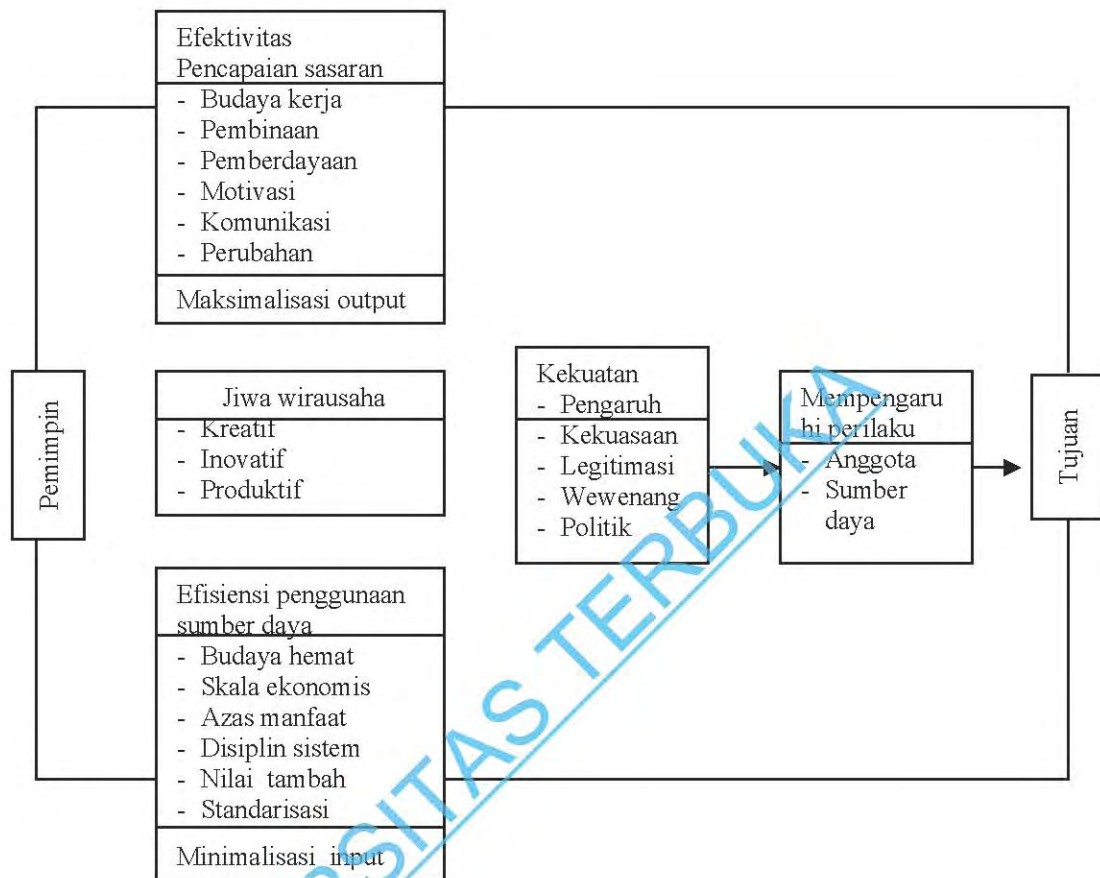 Efektivitas
Pencapaian sasaran
- Budaya kerja
- Pembinaan
- Pemberdayaan
- Motivasi
- Komunikasi
- Perubahan
Maksimalisasi output
Pemimpin
Jiwa wirausaha
- Kreatif
- Inovatif
- Produktif
Kekuatan
- Pengaruh
- Kekuasaan
- Legitimasi
- Wewenang
- Politik
Mempengaru
hi perilaku
- Anggota
- Sumber
daya
Tujuan
Efisiensi penggunaan
sumber daya
- Budaya hemat
- Skala ekonomis
- Azas manfaat
- Disiplin sistem
- Nilai tambah
- Standarisasi
Minimalisasi input
RSITAS TERBUKA